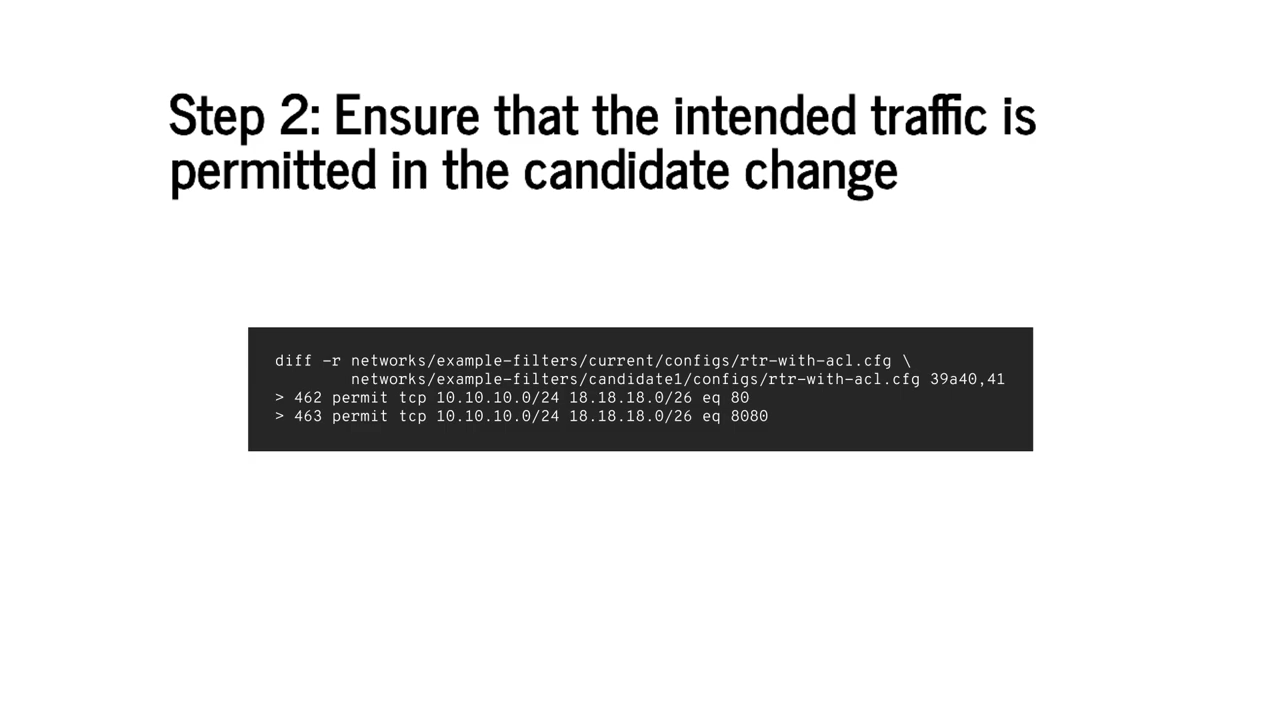 Step 2: Ensure that the intended traffic is
permitted in the candidate change
diff -r networks/example-filters/current/configs/rtr-with-acl.cfg \
networks/example-filters/candidate1/configs/rtr-with-acl.cfg 39a40,41
> 462 permit tcp 10.10.10.0/24 18.18.18.0/26 eq 80
> 463 permit tcp 10.10.10.0/24 18.18.18.0/26 eq 8080